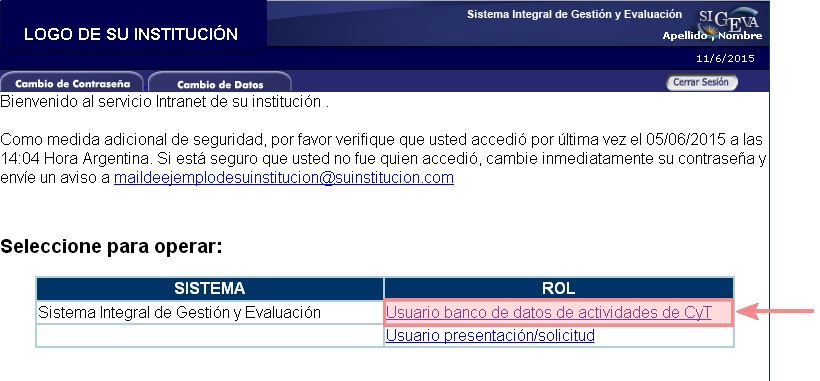 LOGO DE SU INSTITUCIÓN
Sistema Integral de Gestión y Evaluación
SIGEVA
Apellido, Nombre
11/6/2015
Cambio de Contraseña
Cambio de Datos
Cerrar Sesión
Bienvenido al servicio Intranet de su institución .
Como medida adicional de seguridad, por favor verifique que usted accedió por última vez el 05/06/2015 a las
14:04 Hora Argentina. Si está seguro que usted no fue quien accedió, cambie inmediatamente su contraseña y
envíe un aviso a maildeejemplodesuinstitucion@suinstitucion.com
Seleccione para operar:
SISTEMA ROL
Sistema Integral de Gestión y Evaluación Usuario banco de datos de actividades de CyT
Usuario presentación/solicitud